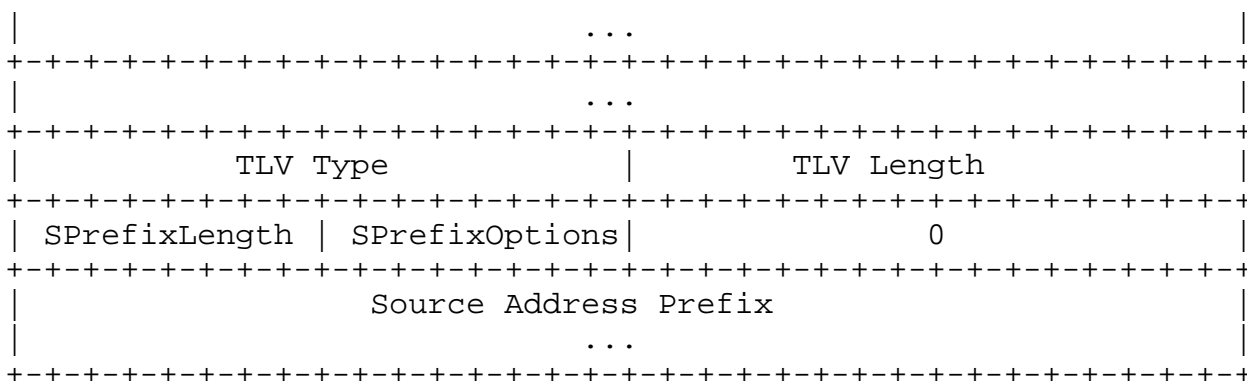 |                              ...                              |
+-+-+-+-+-+-+-+-+-+-+-+-+-+-+-+-+-+-+-+-+-+-+-+-+-+-+-+-+-+-+-+-+
|                              ...                              |
+-+-+-+-+-+-+-+-+-+-+-+-+-+-+-+-+-+-+-+-+-+-+-+-+-+-+-+-+-+-+-+-+
|           TLV Type            |        TLV Length             |
+-+-+-+-+-+-+-+-+-+-+-+-+-+-+-+-+-+-+-+-+-+-+-+-+-+-+-+-+-+-+-+-+
| SPrefixLength | SPrefixOptions|               0               |
+-+-+-+-+-+-+-+-+-+-+-+-+-+-+-+-+-+-+-+-+-+-+-+-+-+-+-+-+-+-+-+-+
|                  Source Address Prefix                        |
|                              ...                              |
+-+-+-+-+-+-+-+-+-+-+-+-+-+-+-+-+-+-+-+-+-+-+-+-+-+-+-+-+-+-+-+-+